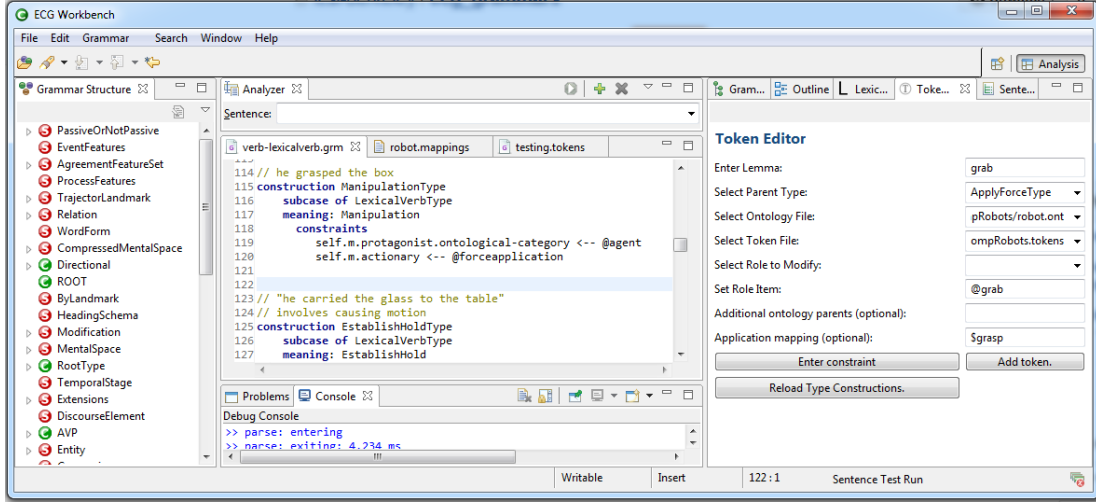 ECG Workbench
File Edit Grammar Search Window Help
Analysis
Grammar Structure
PassiveOrNotPassive
EventFeatures
AgreementFeatureSet
ProcessFeatures
TrajectorLandmark
Relation
WordForm
CompressedMentalSpace
Directional
ROOT
ByLandmark
HeadingSchema
Modification
MentalSpace
RootType
TemporalStage
Extensions
DiscourseElement
AVP
Entity
Analyzer
Sentence:
verb-lexicalverb.grm robot.mappings testing.tokens
114 // he grasped the box
115 construction ManipulationType
116 subcase of LexicalVerbType
117 meaning: Manipulation
118 constraints
119 self.m.protagonist.ontological-category <-- @agent
120 self.m.actionary <-- @forceapplication
121
122
123 // "he carried the glass to the table"
124 // involves causing motion
125 construction EstablishHoldType
126 subcase of LexicalVerbType
127 meaning: EstablishHold
Problems Console
Debug Console
>> parse: entering
>> parse: exiting: 4.234 ms
Gram... Outline Lexic... Toke... Sente...
Token Editor
Enter Lemma: grab
Select Parent Type: ApplyForceType
Select Ontology File: pRobots/robot.ont
Select Token File: ompRobots.tokens
Select Role to Modify:
Set Role Item: @grab
Additional ontology parents (optional):
Application mapping (optional): $grasp
Enter constraint Add token.
Reload Type Constructions.
Writable Insert 122:1 Sentence Test Run